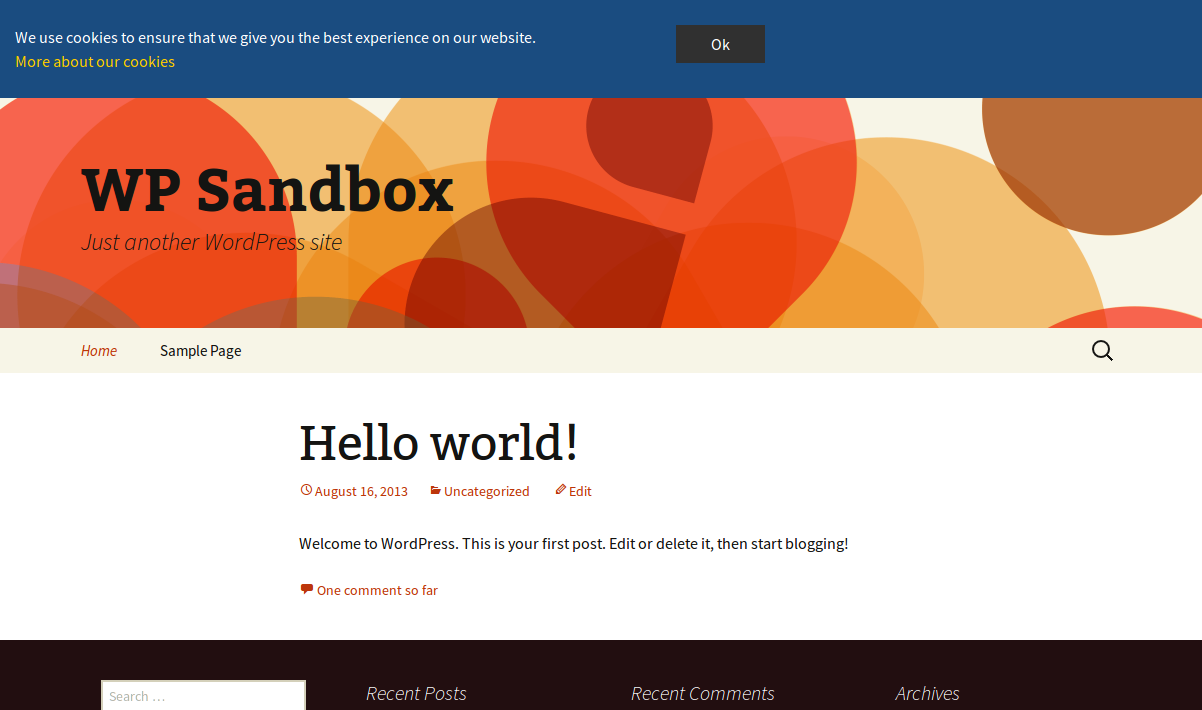 We use cookies to ensure that we give you the best experience on our website.
More about our cookies
Ok
WP Sandbox
Just another WordPress site
Home
Sample Page
Hello world!
August 16, 2013 Uncategorized Edit
Welcome to WordPress. This is your first post. Edit or delete it, then start blogging!
One comment so far
Search …
Recent Posts
Recent Comments
Archives